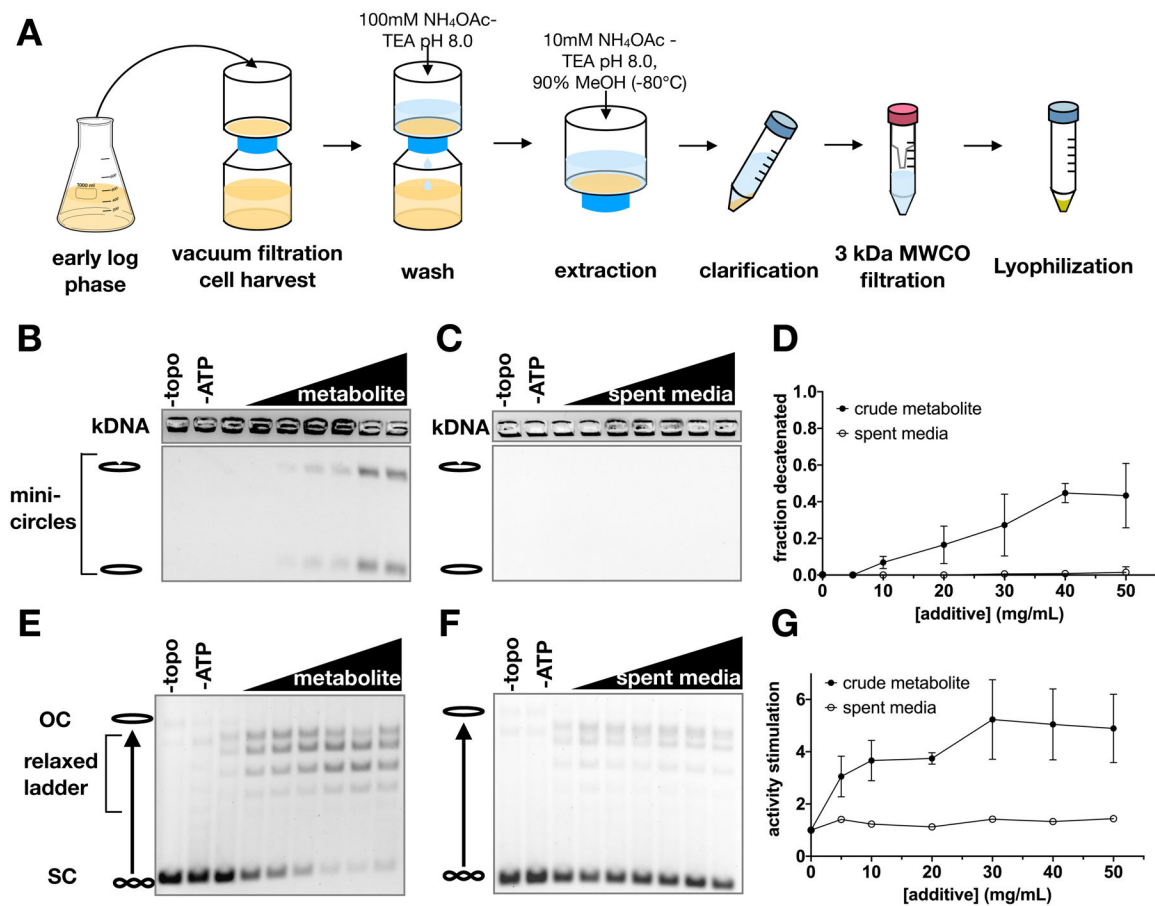 A
100mM NH₄OAc-
TEA pH 8.0
10mM NH₄OAc -
TEA pH 8.0,
90% MeOH (-80°C)
early log
phase
vacuum filtration
cell harvest
wash
extraction
clarification
3 kDa MWCO
filtration
Lyophilization
B
-topo
-ATP
metabolite
kDNA
mini-
circles
C
-topo
-ATP
spent media
kDNA
D
crude metabolite
spent media
fraction decatenated
1.0
0.8
0.6
0.4
0.2
0.0
0 10 20 30 40 50
[additive] (mg/mL)
E
-topo
-ATP
metabolite
OC
relaxed
ladder
SC
F
-topo
-ATP
spent media
G
crude metabolite
spent media
activity stimulation
6
4
2
0
0 10 20 30 40 50
[additive] (mg/mL)